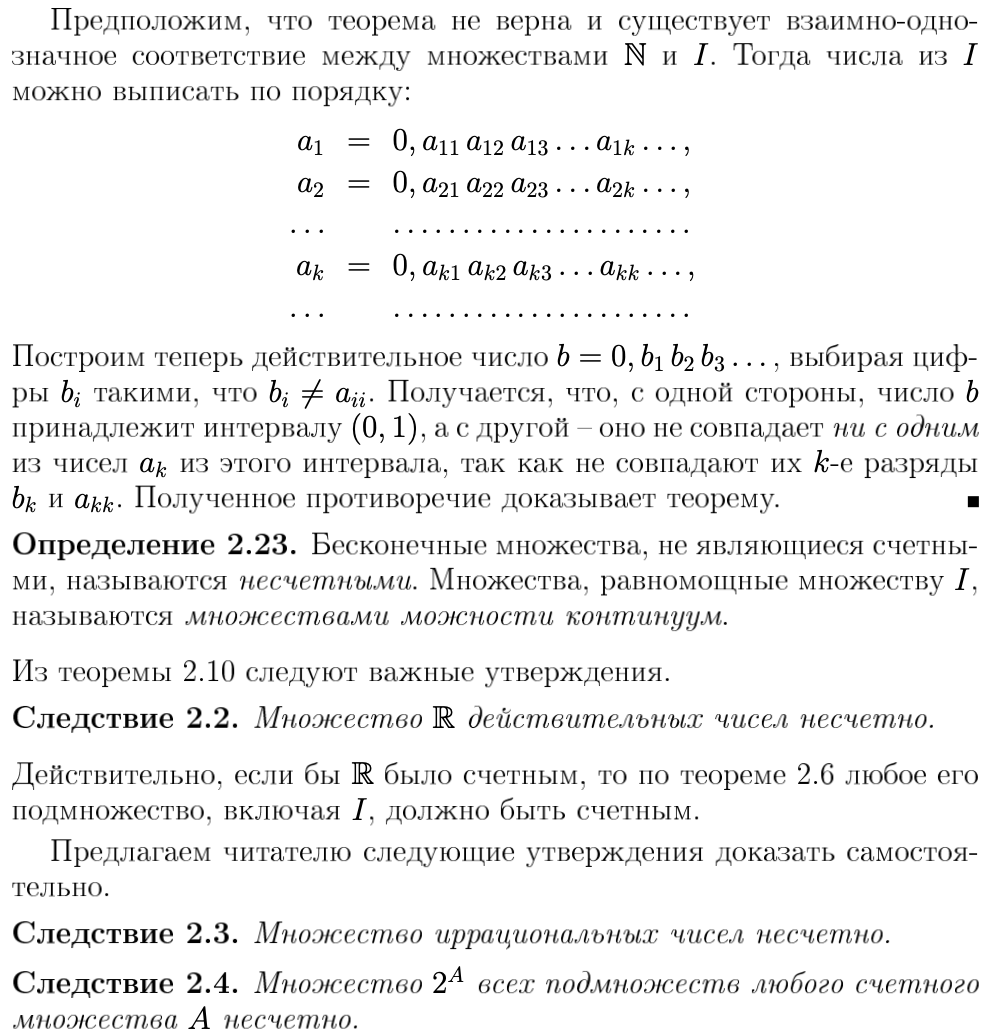 Предположим, что теорема не верна и существует взаимно-одно-
значное соответствие между множествами ℕ и I. Тогда числа из I
можно выписать по порядку:
a₁ = 0, a₁₁ a₁₂ a₁₃ … a₁ₖ …,
a₂ = 0, a₂₁ a₂₂ a₂₃ … a₂ₖ …,
… ……………………
aₖ = 0, aₖ₁ aₖ₂ aₖ₃ … aₖₖ …,
… ……………………
Построим теперь действительное число b = 0, b₁ b₂ b₃ …, выбирая циф-
ры bᵢ такими, что bᵢ ≠ aᵢᵢ. Получается, что, с одной стороны, число b
принадлежит интервалу (0, 1), а с другой – оно не совпадает ни с одним
из чисел aₖ из этого интервала, так как не совпадают их k-е разряды
bₖ и aₖₖ. Полученное противоречие доказывает теорему. ■
Определение 2.23. Бесконечные множества, не являющиеся счетны-
ми, называются несчетными. Множества, равномощные множеству I,
называются множествами можности континуум.
Из теоремы 2.10 следуют важные утверждения.
Следствие 2.2. Множество ℝ действительных чисел несчетно.
Действительно, если бы ℝ было счетным, то по теореме 2.6 любое его
подмножество, включая I, должно быть счетным.
Предлагаем читателю следующие утверждения доказать самостоя-
тельно.
Следствие 2.3. Множество иррациональных чисел несчетно.
Следствие 2.4. Множество 2ᴬ всех подмножеств любого счетного
множества A несчетно.